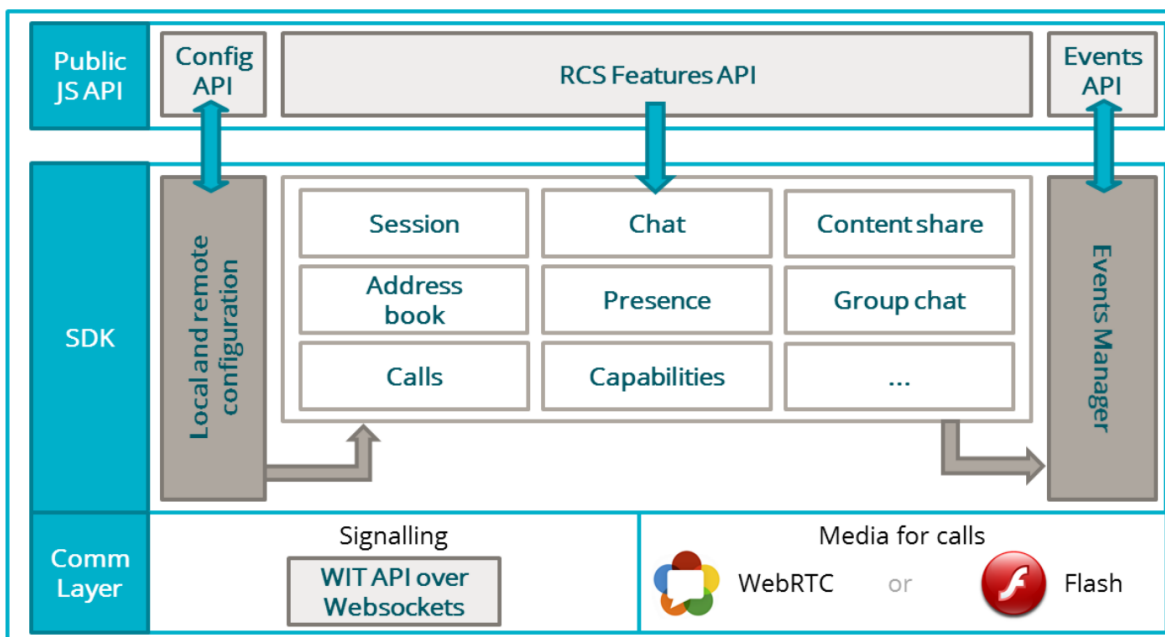 Public
JS API
Config
API
RCS Features API
Events
API
SDK
Local and remote
configuration
Session
Chat
Content share
Address
book
Presence
Group chat
Calls
Capabilities
...
Events Manager
Comm
Layer
Signalling
WIT API over
Websockets
Media for calls
WebRTC
or
Flash